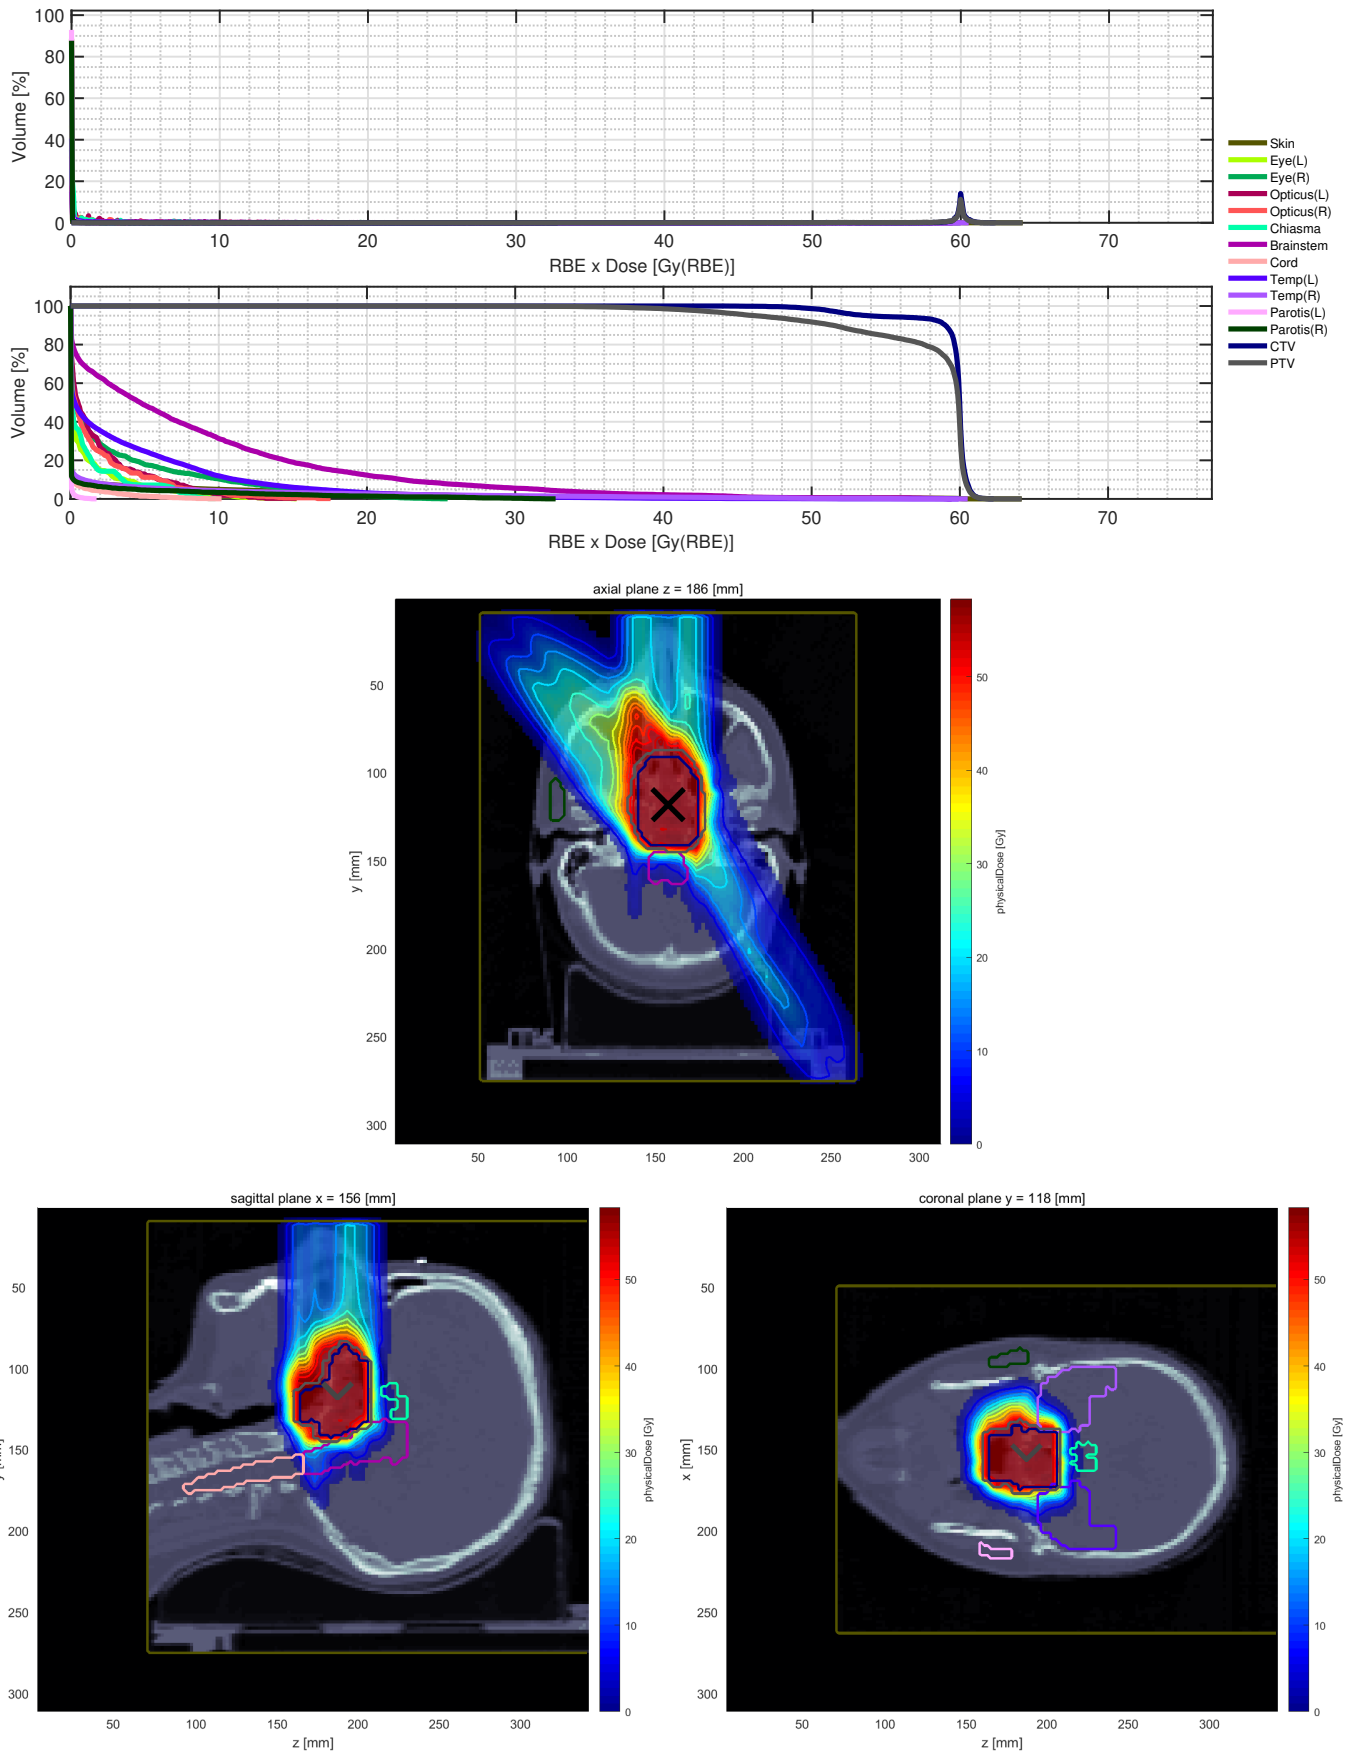 100
80
60
40
20
0
Volume [%]
0 10 20 30 40 50 60 70
RBE x Dose [Gy(RBE)]
Skin
Eye(L)
Eye(R)
Opticus(L)
Opticus(R)
Chiasma
Brainstem
Cord
Temp(L)
Temp(R)
Parotis(L)
Parotis(R)
CTV
PTV
100
80
60
40
20
0
Volume [%]
0 10 20 30 40 50 60 70
RBE x Dose [Gy(RBE)]
axial plane z = 186 [mm]
50
100
150
200
250
300
y [mm]
50 100 150 200 250 300
50
40
30
20
10
0
physicalDose [Gy]
sagittal plane x = 156 [mm]
50
100
150
200
250
300
50 100 150 200 250 300
z [mm]
50
40
30
20
10
0
physicalDose [Gy]
coronal plane y = 118 [mm]
50
100
150
200
250
300
x [mm]
50 100 150 200 250 300
z [mm]
50
40
30
20
10
0
physicalDose [Gy]